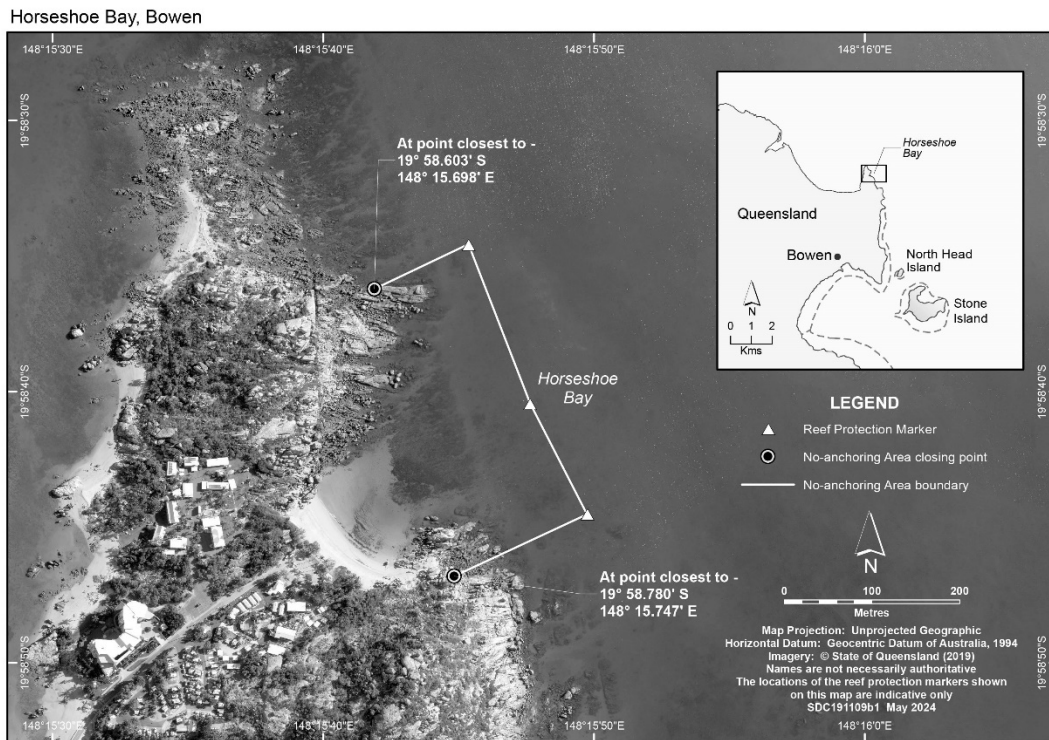 Horseshoe Bay, Bowen
148°15'30"E
148°15'40"E
148°15'50"E
148°16'0"E
19°58'30"S
19°58'30"S
At point closest to -
19° 58.603' S
148° 15.698' E
Horseshoe
Bay
Queensland
Bowen
North Head
Island
Stone
Island
N
0 1 2
Kms
19°58'40"S
19°58'40"S
Horseshoe
Bay
LEGEND
Reef Protection Marker
No-anchoring Area closing point
No-anchoring Area boundary
N
At point closest to -
19° 58.780' S
148° 15.747' E
0 100 200
Metres
Map Projection: Unprojected Geographic
Horizontal Datum: Geocentric Datum of Australia, 1994
Imagery: © State of Queensland (2019)
Names are not necessarily authoritative
The locations of the reef protection markers shown
on this map are indicative only
SDC191109b1 May 2024
19°58'50"S
19°58'50"S
148°15'30"E
148°15'40"E
148°15'50"E
148°16'0"E